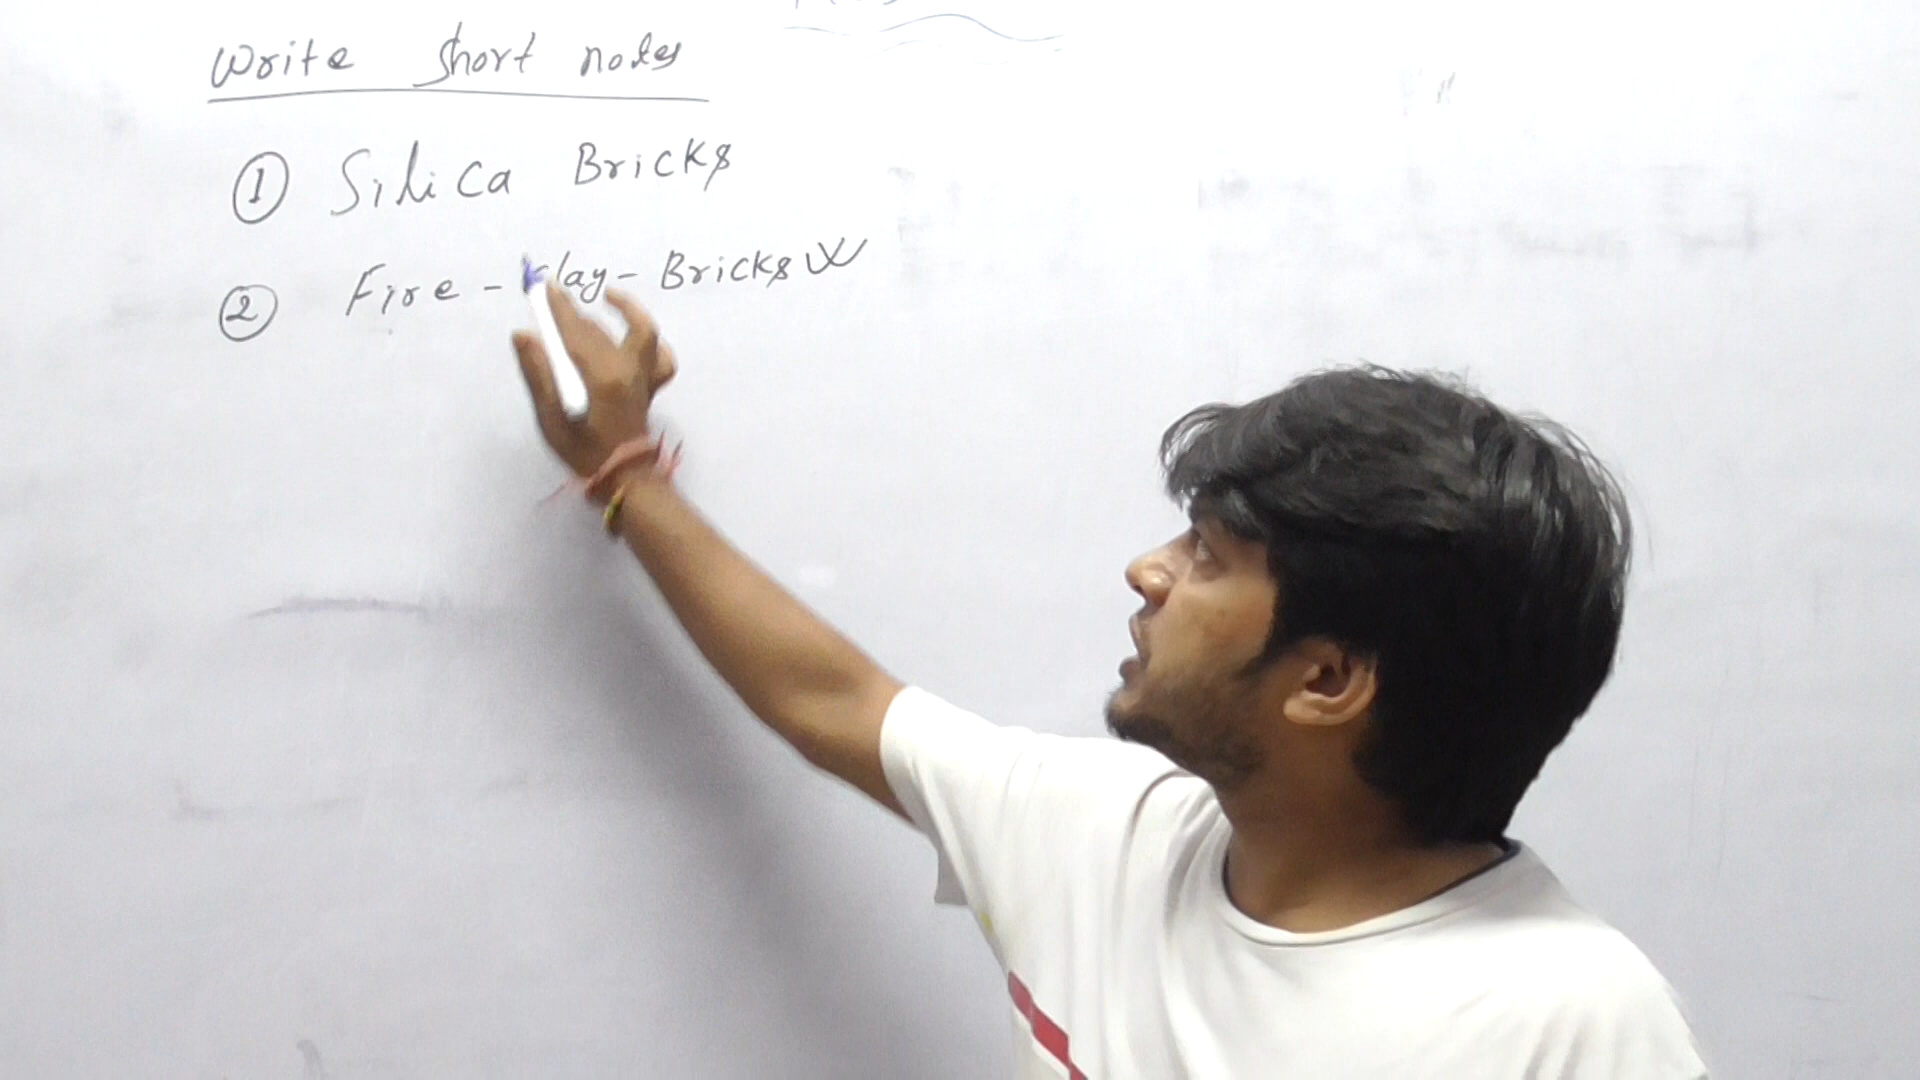 Write short notes
① Silica Bricks
② Fire - Clay - Bricks